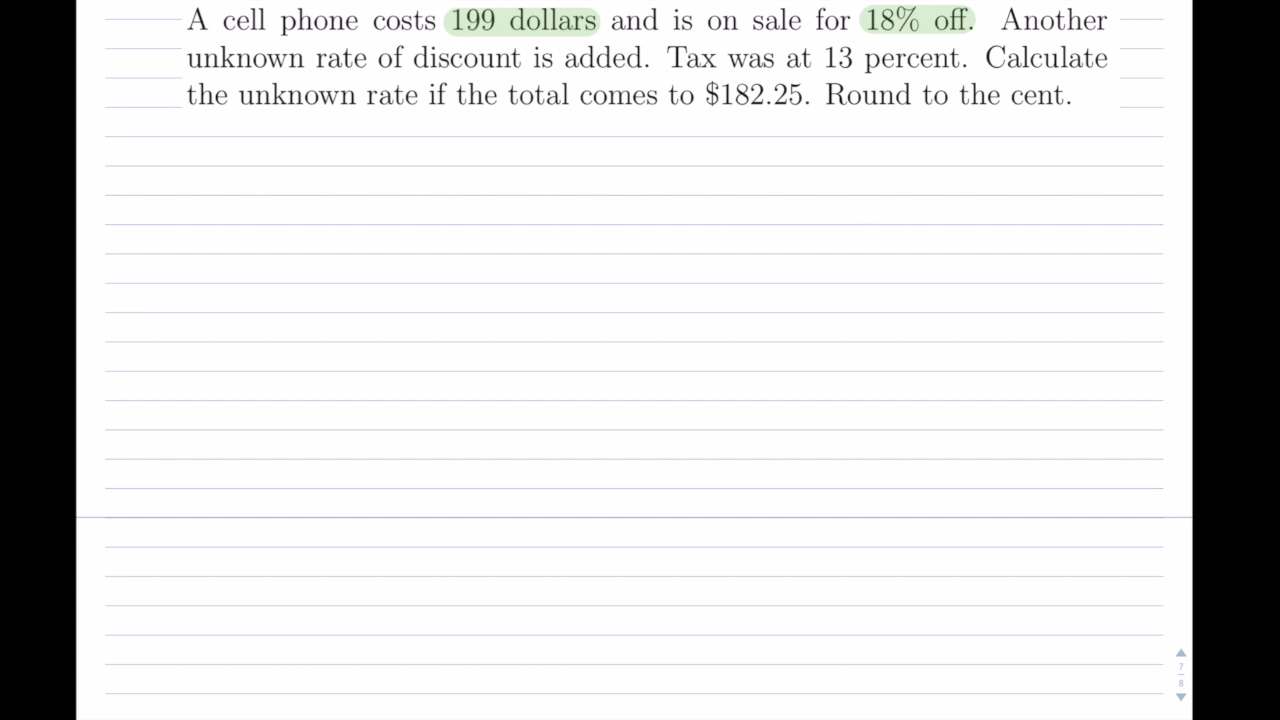 A cell phone costs 199 dollars and is on sale for 18% off. Another
unknown rate of discount is added. Tax was at 13 percent. Calculate
the unknown rate if the total comes to $182.25. Round to the cent.
7
8